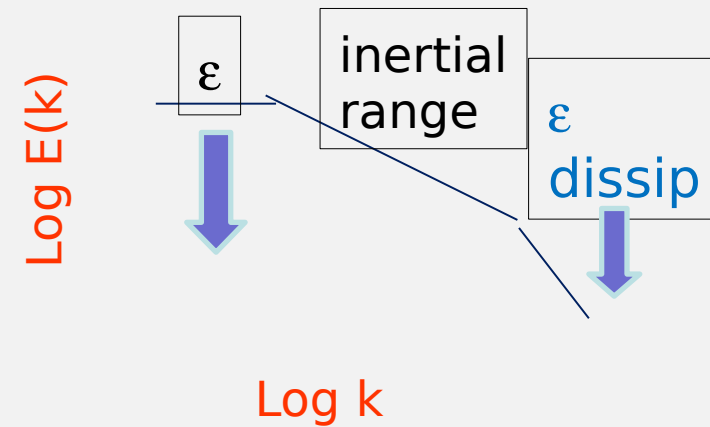 ε
inertial
range
ε
dissip
Log E(k)
Log k